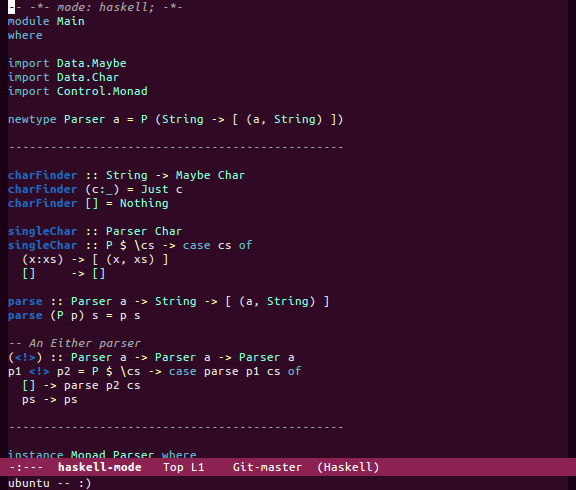 -- -*- mode: haskell; -*-
module Main
where
import Data.Maybe
import Data.Char
import Control.Monad
newtype Parser a = P (String -> [ (a, String) ])
------------------------------------------------
charFinder :: String -> Maybe Char
charFinder (c:_) = Just c
charFinder [] = Nothing
singleChar :: Parser Char
singleChar :: P $ \cs -> case cs of
  (x:xs) -> [ (x, xs) ]
  []     -> []
parse :: Parser a -> String -> [ (a, String) ]
parse (P p) s = p s
-- An Either parser
(<!>) :: Parser a -> Parser a -> Parser a
p1 <!> p2 = P $ \cs -> case parse p1 cs of
  [] -> parse p2 cs
  ps -> ps
------------------------------------------------
instance Monad Parser where
-:---  haskell-mode   Top L1    Git-master  (Haskell)
ubuntu -- :)